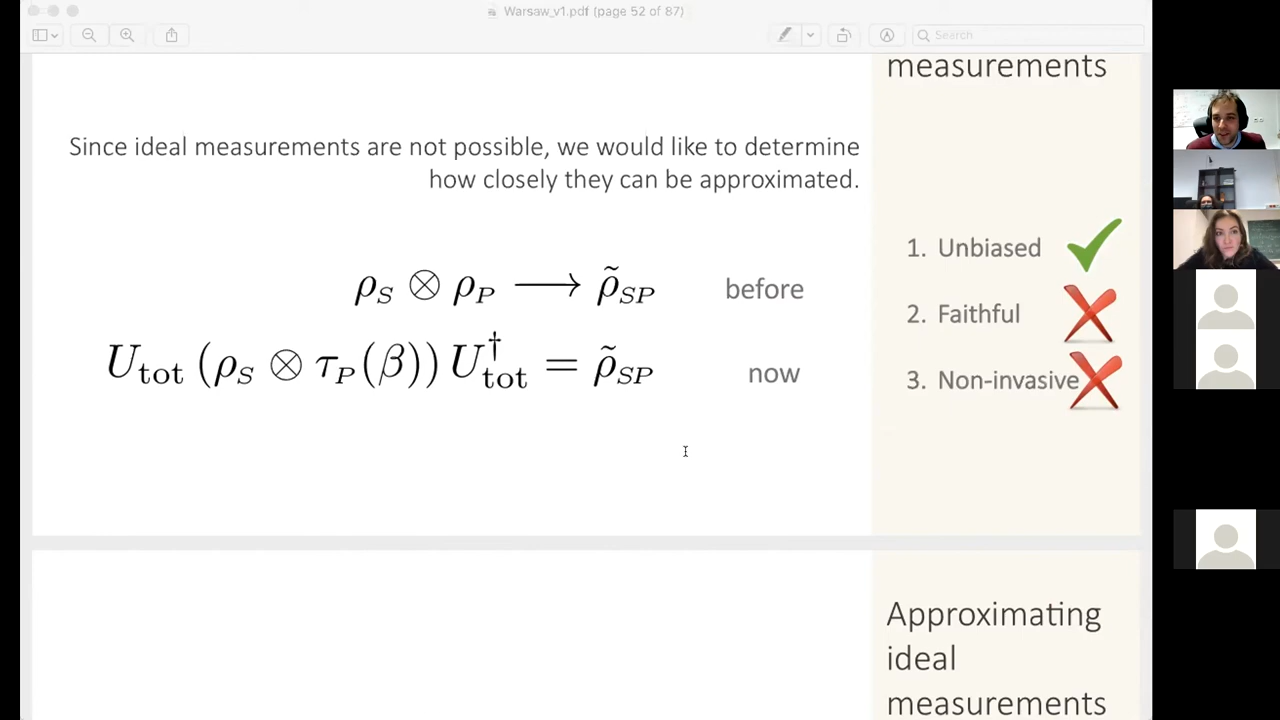 Warsaw_v1.pdf (page 52 of 87)
Search
measurements
Since ideal measurements are not possible, we would like to determine
how closely they can be approximated.
ρ_S ⊗ ρ_P ⟶ ρ̃_SP before
U_tot (ρ_S ⊗ τ_P(β)) U_tot^† = ρ̃_SP now
1. Unbiased
2. Faithful
3. Non-invasive
Approximating
ideal
measurements